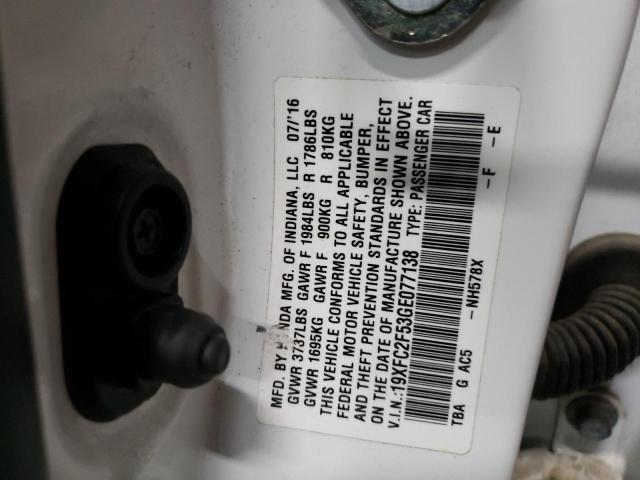 MFD. BY HONDA MFG. OF INDIANA, LLC 07/'16
GVWR 3737LBS GAWR F 1984LBS R 1786LBS
GVWR 1695KG GAWR F 900KG R 810KG
THIS VEHICLE CONFORMS TO ALL APPLICABLE
FEDERAL MOTOR VEHICLE SAFETY, BUMPER,
AND THEFT PREVENTION STANDARDS IN EFFECT
ON THE DATE OF MANUFACTURE SHOWN ABOVE.
V.I.N.:19XFC2F53GE077138 TYPE: PASSENGER CAR
TBA G AC5 -NH578X -F -E